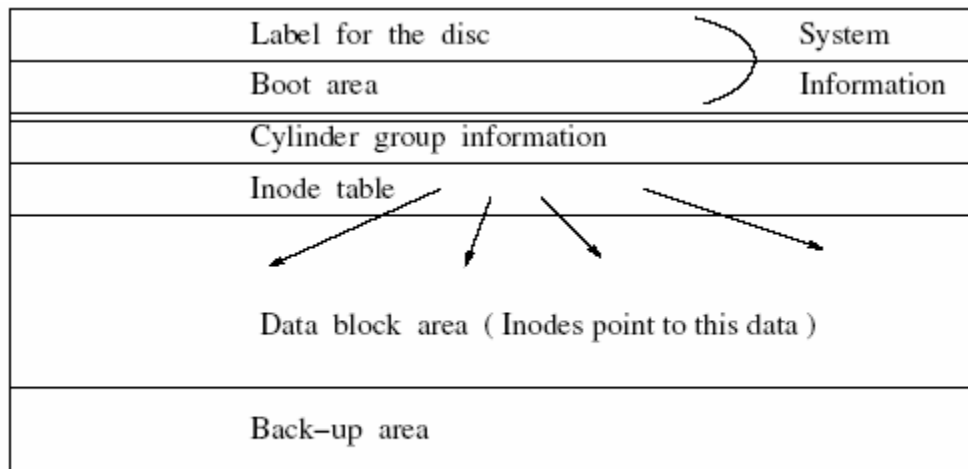 Label for the disc System
Boot area Information
Cylinder group information
Inode table
Data block area ( Inodes point to this data )
Back-up area